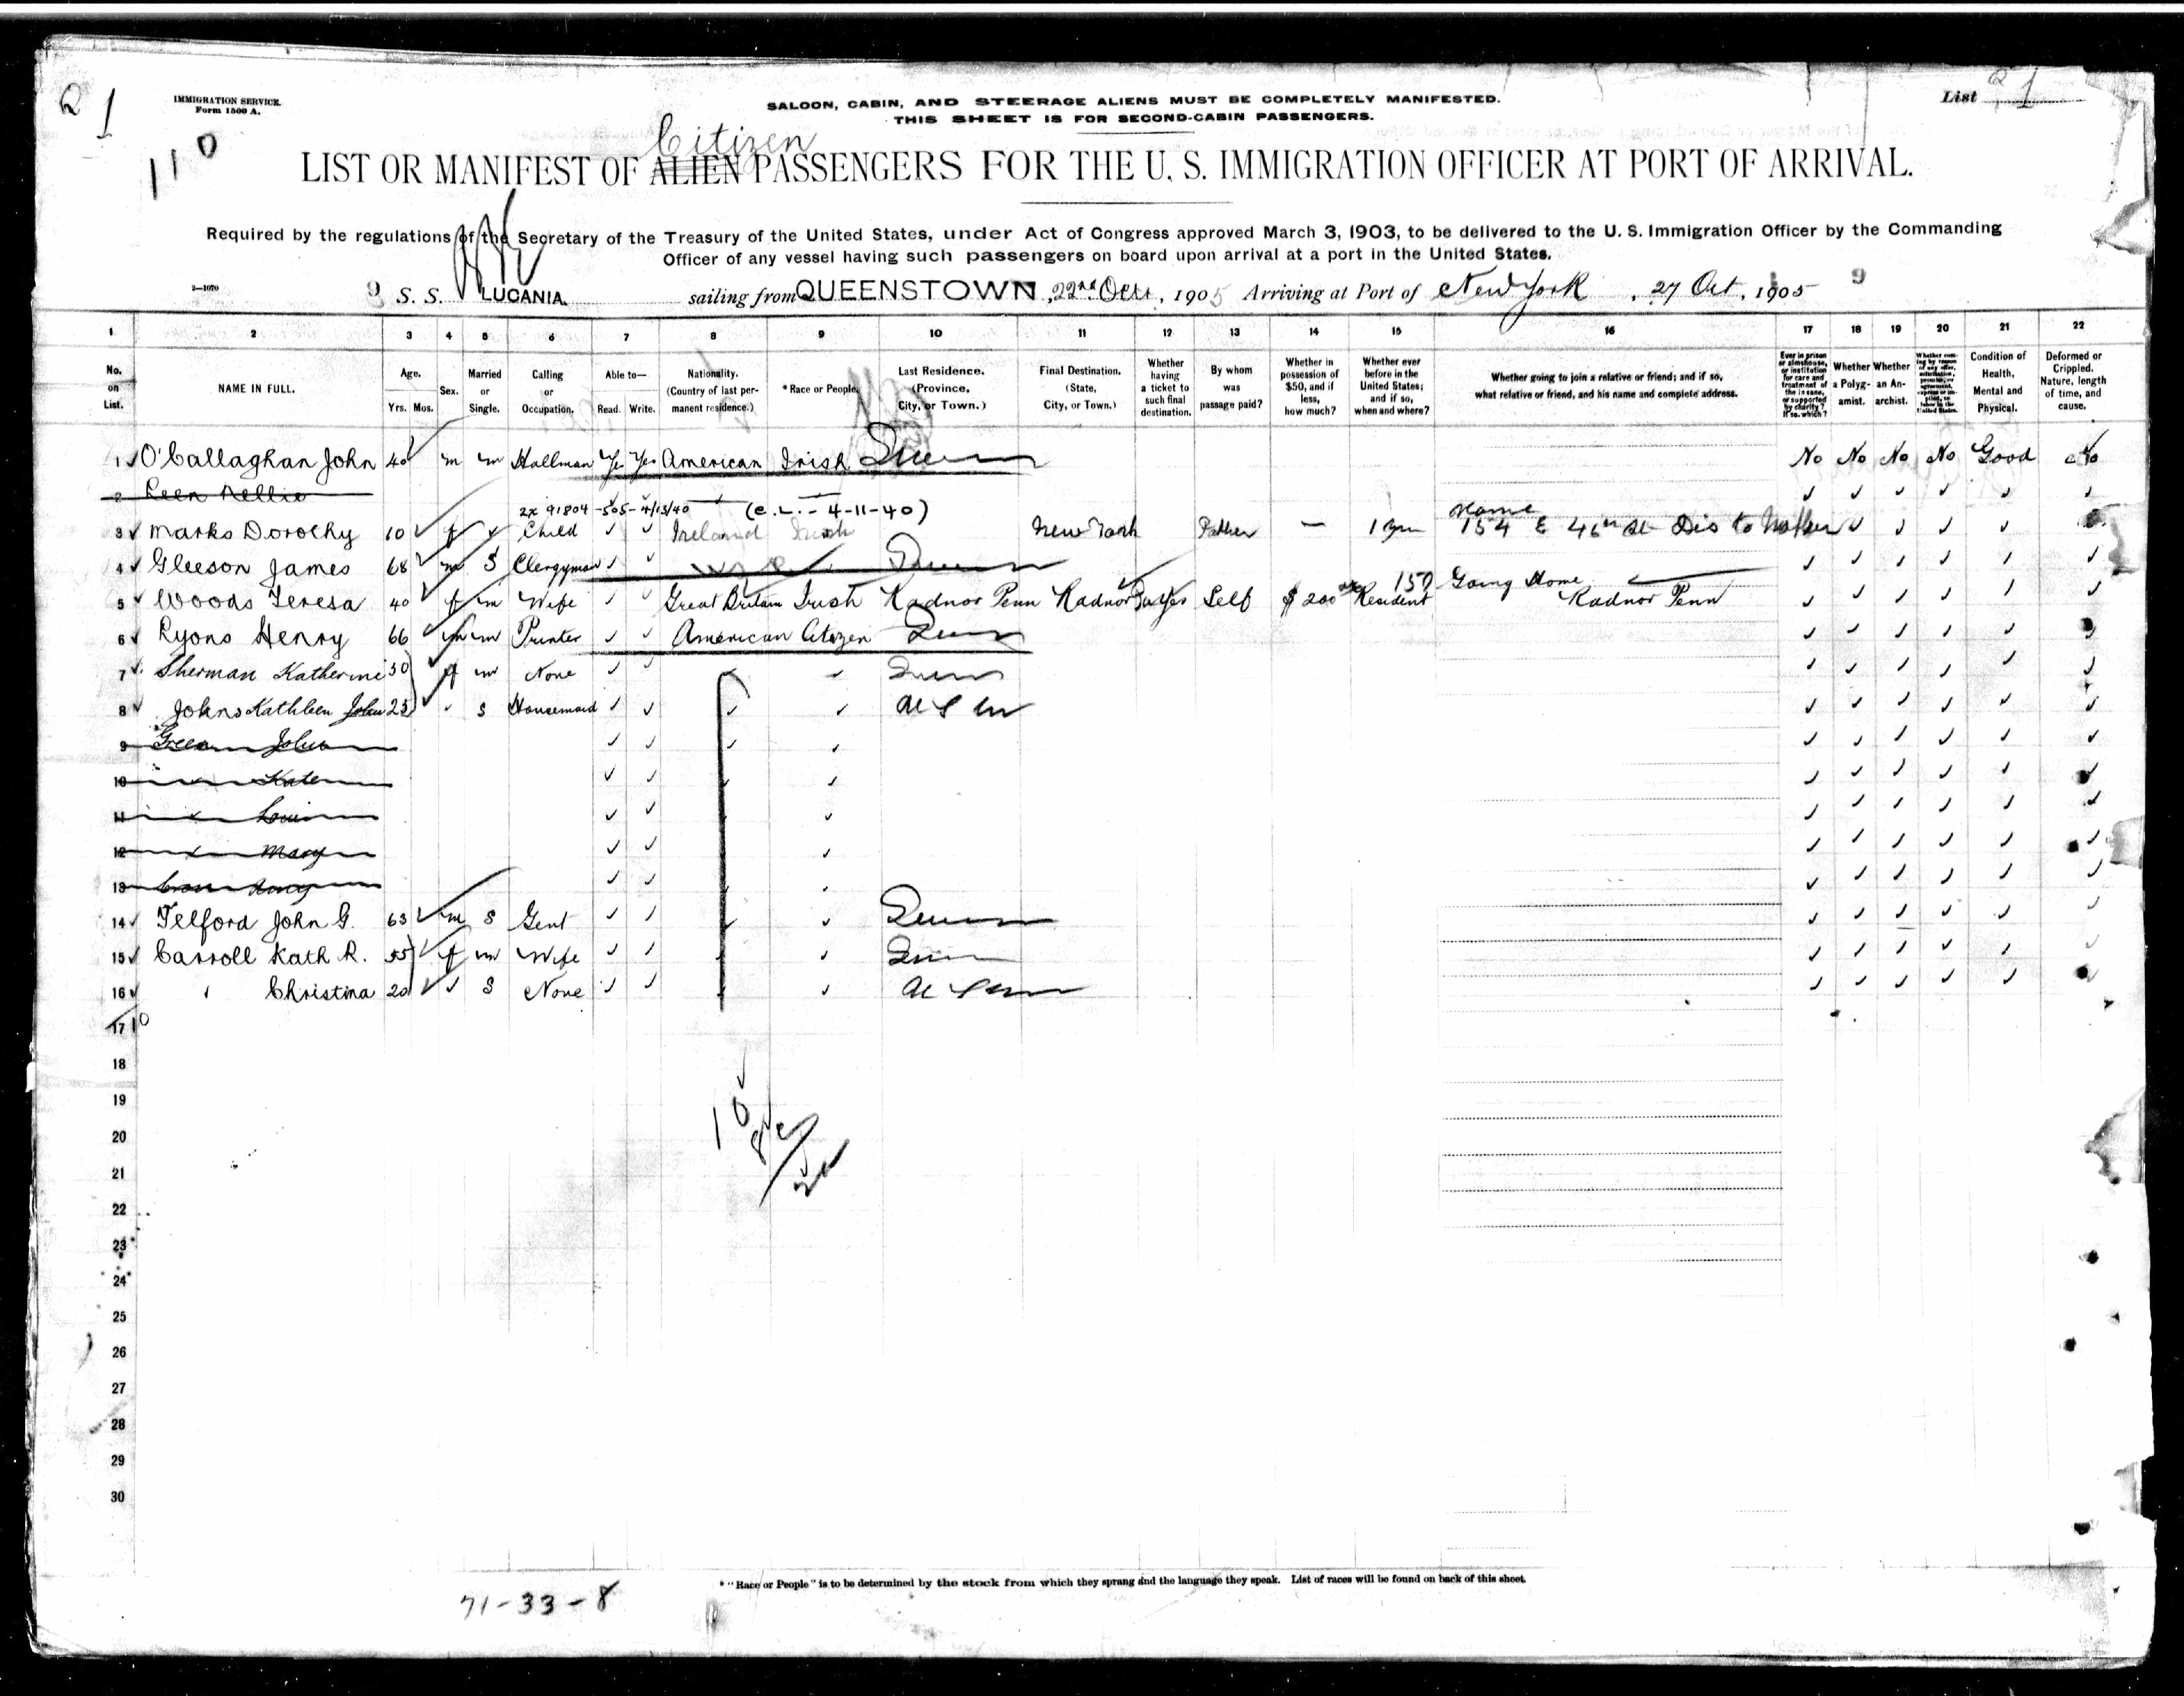 21
IMMIGRATION SERVICE.
Form 1500 A.
110
SALOON, CABIN, AND STEERAGE ALIENS MUST BE COMPLETELY MANIFESTED.
THIS SHEET IS FOR SECOND-CABIN PASSENGERS.
List 21
Citizen
LIST OR MANIFEST OF ALIEN PASSENGERS FOR THE U. S. IMMIGRATION OFFICER AT PORT OF ARRIVAL.
Required by the regulations of the Secretary of the Treasury of the United States, under Act of Congress approved March 3, 1903, to be delivered to the U. S. Immigration Officer by the Commanding
Officer of any vessel having such passengers on board upon arrival at a port in the United States.
2—1070
9 S. S. LUCANIA. sailing from QUEENSTOWN, 22nd Oct, 1905 Arriving at Port of New York, 27 Oct, 1905 9
1 2 3 4 5 6 7 8 9 10 11 12 13 14 15 16 17 18 19 20 21 22
No. on List.
NAME IN FULL.
Age. Yrs. Mos.
Sex.
Married or Single.
Calling or Occupation.
Able to— Read. Write.
Nationality. (Country of last permanent residence.)
* Race or People.
Last Residence. (Province, City, or Town.)
Final Destination. (State, City, or Town.)
Whether having a ticket to such final destination.
By whom was passage paid?
Whether in possession of $50, and if less, how much?
Whether ever before in the United States; and if so, when and where?
Whether going to join a relative or friend; and if so, what relative or friend, and his name and complete address.
Ever in prison or almshouse, or institution for care and treatment of the insane, or supported by charity? If so, which?
Whether a Polygamist.
Whether an Anarchist.
Whether coming by reason of any offer, solicitation, promise, or agreement, express or implied, to labor in the United States.
Condition of Health, Mental and Physical.
Deformed or Crippled. Nature, length of time, and cause.
1 O'Callaghan John 40 m m Hallman Yes Yes American Irish No No No No Good No
2 Keen Nellie
2x 91804-505-4/13/40 (e.L. - 4-11-40)
3 Marks Dorothy 10 f Child Ireland Irish New York Father — 1 Home 154 E 46th St Dis to Mother
4 Gleeson James 68 m S Clergyman
5 Woods Teresa 40 f m Wife Great Britain Irish Radnor Penn Radnor Pa Yes Self $200 Resident 150 Going Home Radnor Penn
6 Lyons Henry 66 m m Printer American Citizen
7 Sherman Katherine 50 f m None
8 Johns Kathleen John 25 S Housemaid
9 Green John
10 Kate
11 Louis
12 Mary
13
14 Telford John G. 63 m S Gent
15 Carroll Kath R. 55 f m Wife
16 Christina 20 S None
17 10
18
19
20
21
22
23
24
25
26
27
28
29
30
10
* "Race or People" is to be determined by the stock from which they sprang and the language they speak. List of races will be found on back of this sheet.
71-33-8